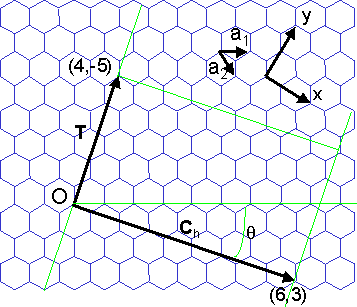 y
a₁
(4,-5)
a₂
x
T
O
Cₕ
θ
(6,3)